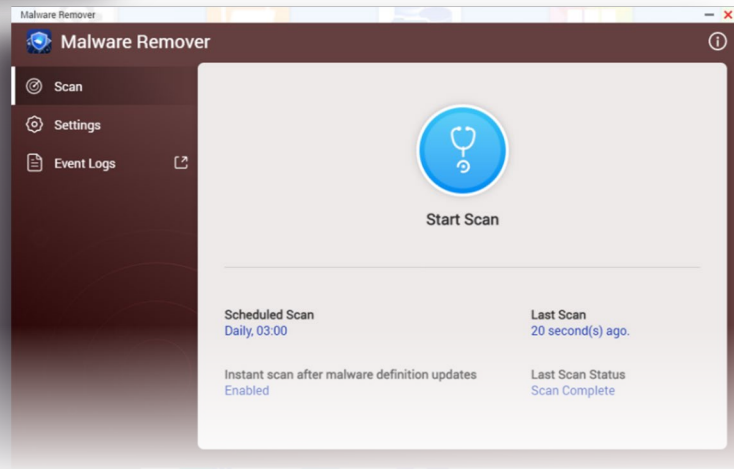 Malware Remover
Malware Remover
Scan
Settings
Event Logs
Start Scan
Scheduled Scan
Daily, 03:00
Last Scan
20 second(s) ago.
Instant scan after malware definition updates
Enabled
Last Scan Status
Scan Complete